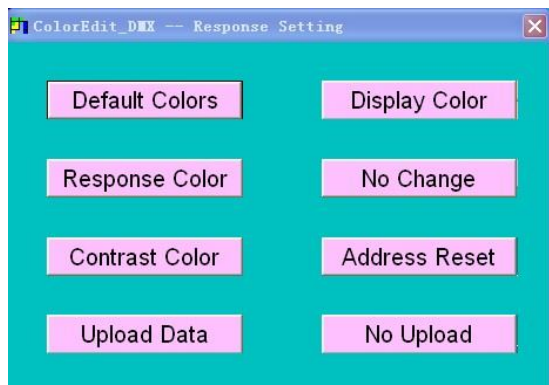 ColorEdit_DMX -- Response Setting
Default Colors
Display Color
Response Color
No Change
Contrast Color
Address Reset
Upload Data
No Upload